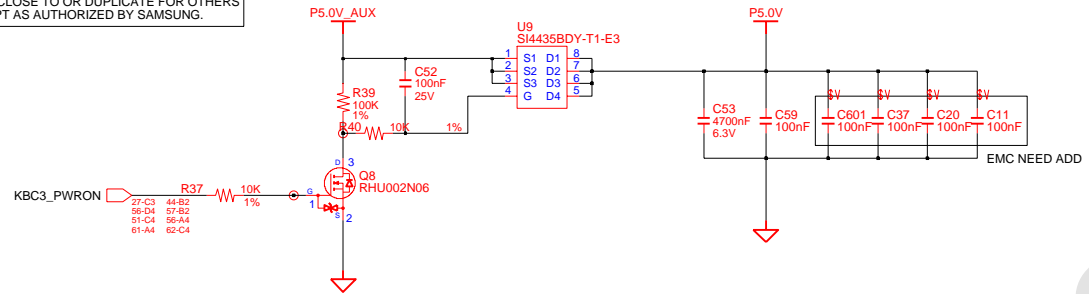 CLOSE TO OR DUPLICATE FOR OTHERS
PT AS AUTHORIZED BY SAMSUNG.
P5.0V_AUX
P5.0V
U9
SI4435BDY-T1-E3
1 S1 D1 8
2 S2 D2 7
3 S3 D3 6
4 G D4 5
C52
100nF
25V
R39
100K
1%
R40 10K 1%
C53
4700nF
6.3V
C59
100nF
$V
C601
100nF
$V
C37
100nF
$V
C20
100nF
$V
C11
100nF
EMC NEED ADD
D 3
Q8
RHU002N06
G
1
S
2
KBC3_PWRON
R37 10K
1%
27-C3 44-B2
56-D4 57-B2
51-C4 56-A4
61-A4 62-C4